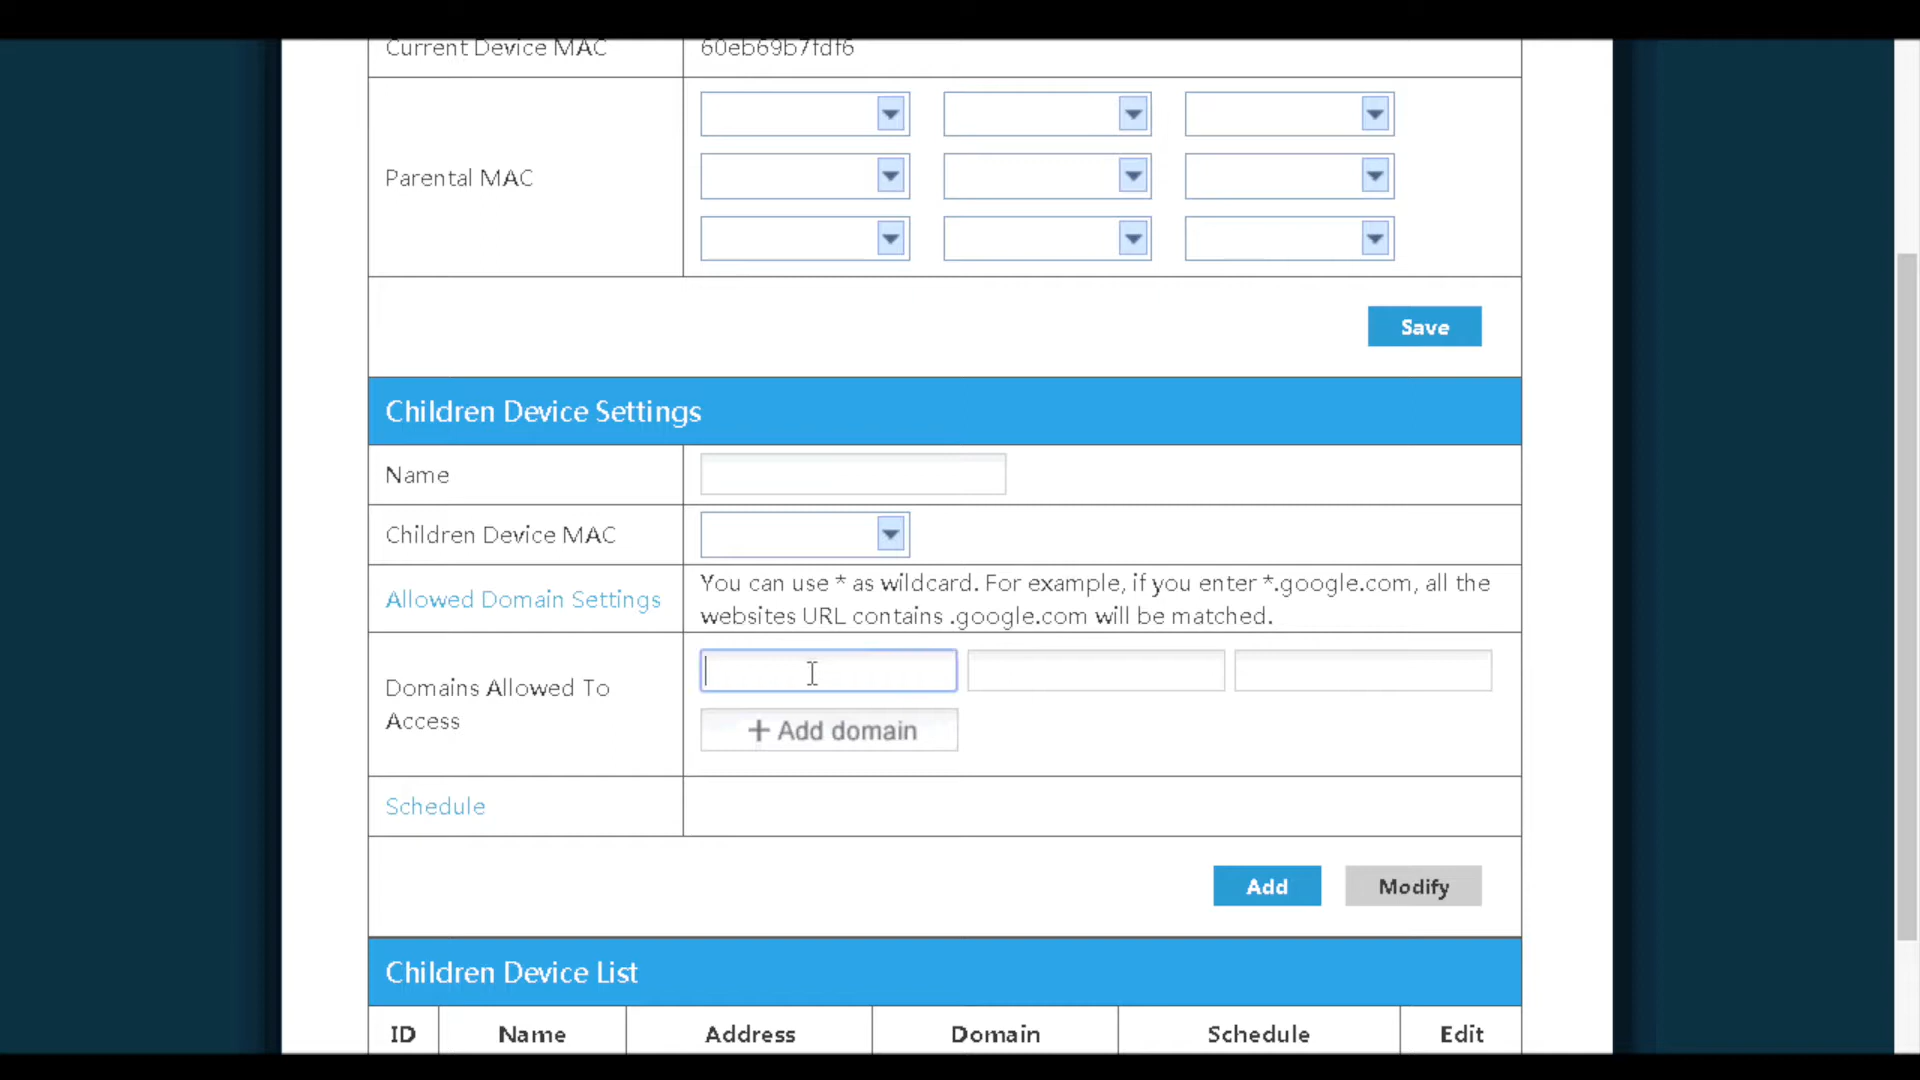 Current Device MAC
60eb69b7fdf6
Parental MAC
Save
Children Device Settings
Name
Children Device MAC
Allowed Domain Settings
You can use * as wildcard. For example, if you enter *.google.com, all the
websites URL contains .google.com will be matched.
Domains Allowed To
Access
+ Add domain
Schedule
Add
Modify
Children Device List
ID
Name
Address
Domain
Schedule
Edit